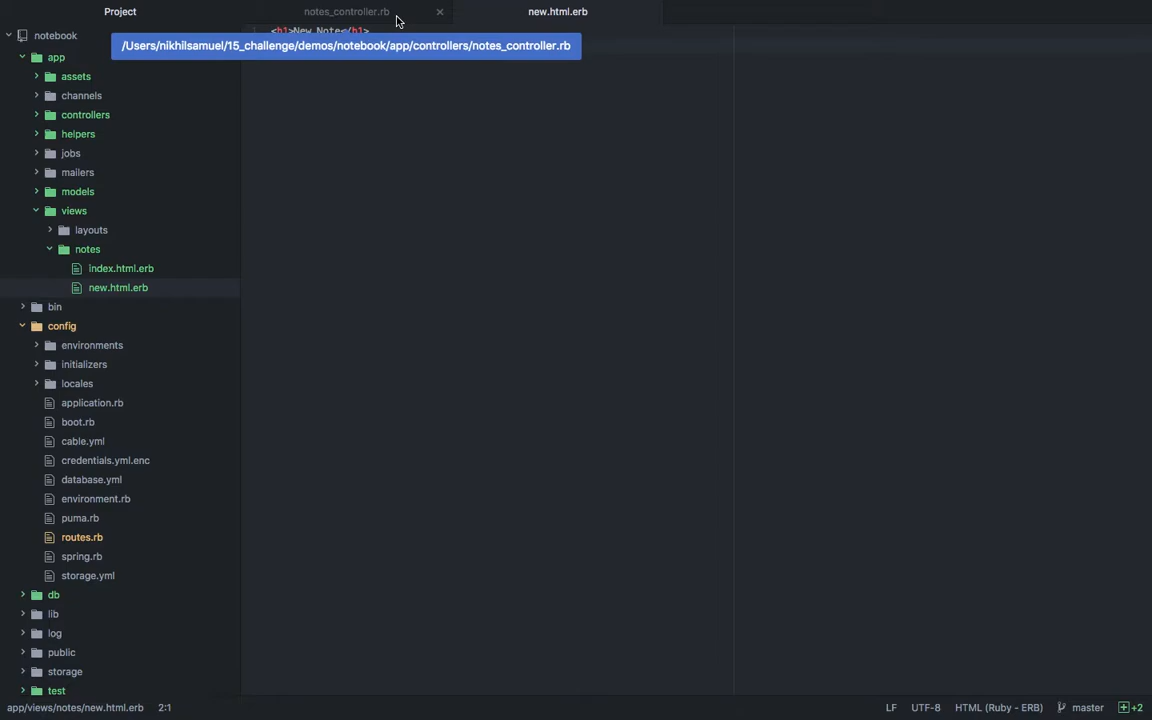 Project
notes_controller.rb
new.html.erb
<h1>New Note</h1>
/Users/nikhilsamuel/15_challenge/demos/notebook/app/controllers/notes_controller.rb
notebook
app
assets
channels
controllers
helpers
jobs
mailers
models
views
layouts
notes
index.html.erb
new.html.erb
bin
config
environments
initializers
locales
application.rb
boot.rb
cable.yml
credentials.yml.enc
database.yml
environment.rb
puma.rb
routes.rb
spring.rb
storage.yml
db
lib
log
public
storage
test
app/views/notes/new.html.erb 2:1 LF UTF-8 HTML (Ruby - ERB) master +2